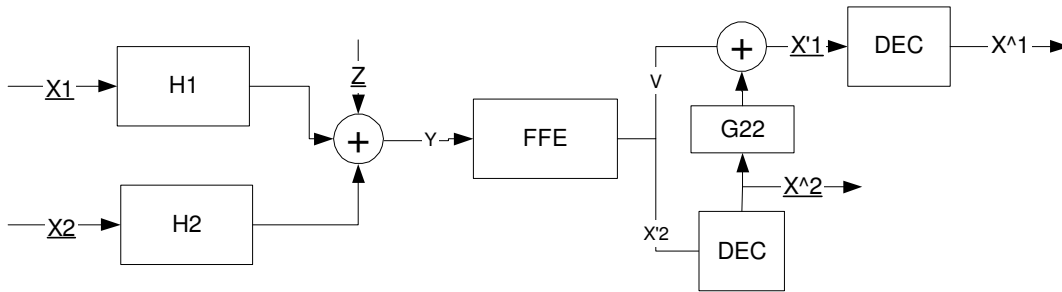 X1
H1
X2
H2
Z
+
Y
FFE
V
X'2
+
X'1
DEC
X^1
G22
X^2
DEC